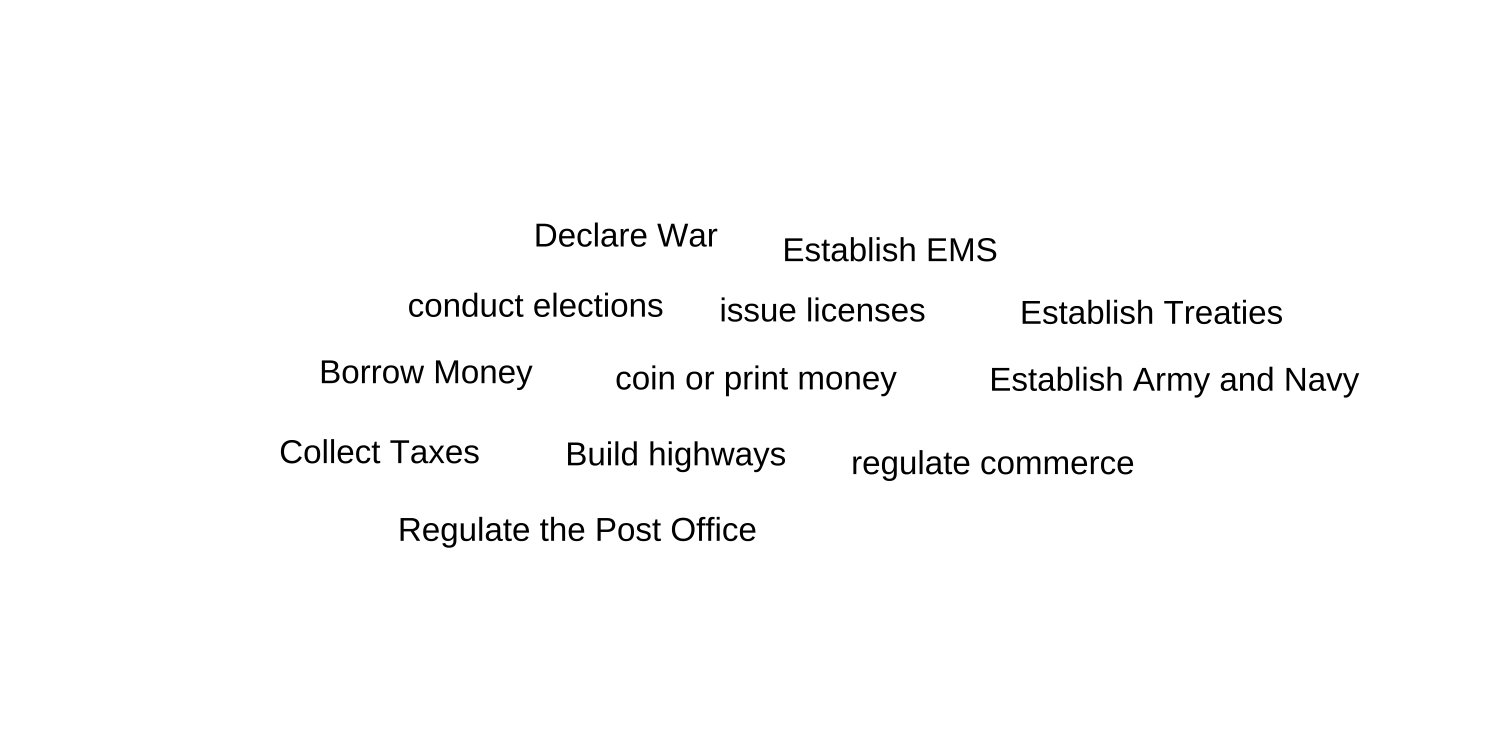 Declare War
Establish EMS
conduct elections
issue licenses
Establish Treaties
Borrow Money
coin or print money
Establish Army and Navy
Collect Taxes
Build highways
regulate commerce
Regulate the Post Office